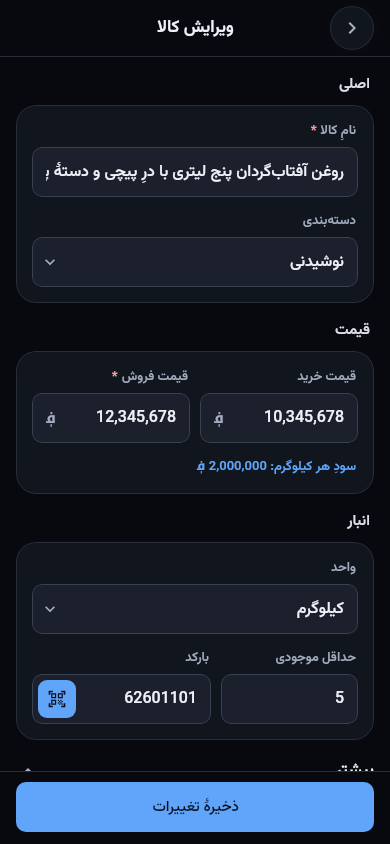 ویرایش کالا
اصلی
نامِ کالا *
روغن آفتاب‌گردان پنج لیتری با درِ پیچی و دستهٔ
دسته‌بندی
نوشیدنی
قیمت
قیمت خرید
قیمت فروش *
10,345,678 ؋
12,345,678 ؋
سودِ هر کیلوگرم: 2,000,000 ؋
انبار
واحد
کیلوگرم
حداقل موجودی
بارکد
5
62601101
ذخیرهٔ تغییرات